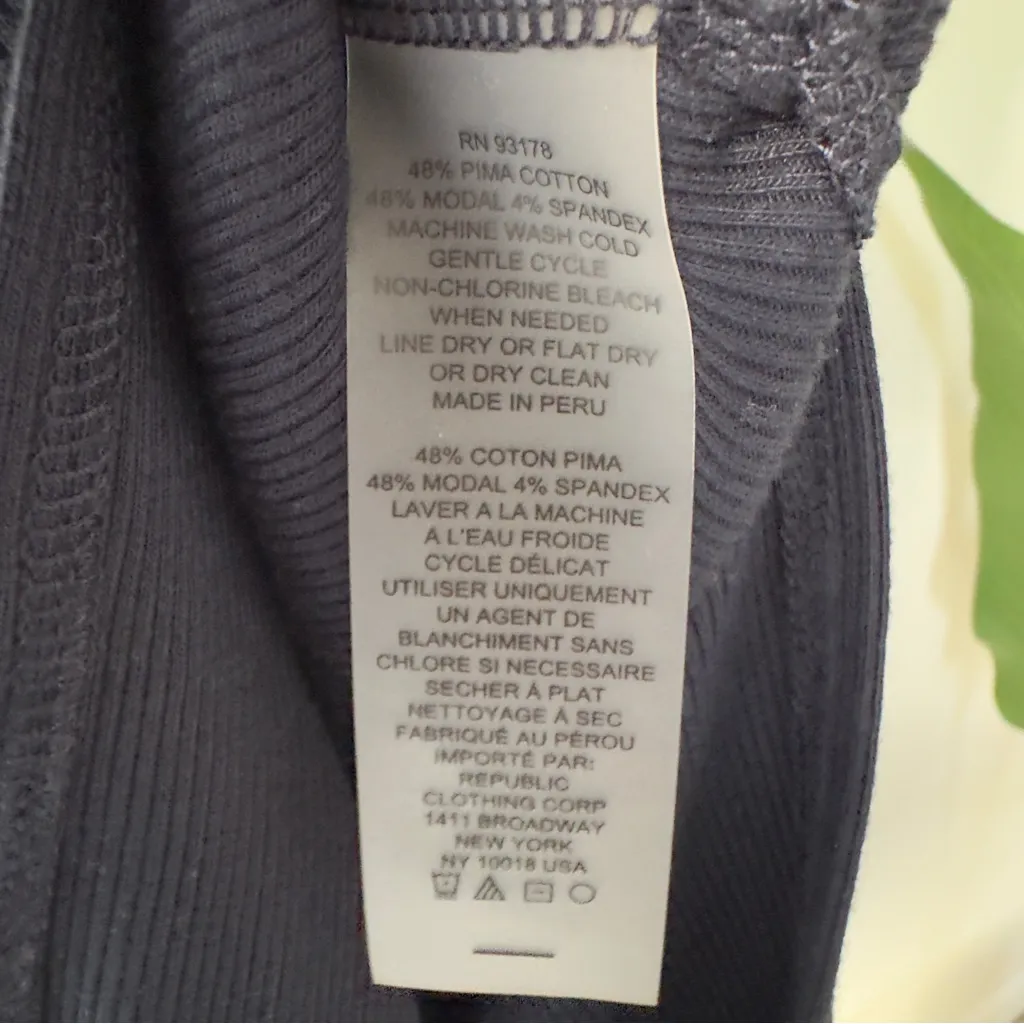 RN 93178
48% PIMA COTTON
48% MODAL 4% SPANDEX
MACHINE WASH COLD
GENTLE CYCLE
NON-CHLORINE BLEACH
WHEN NEEDED
LINE DRY OR FLAT DRY
OR DRY CLEAN
MADE IN PERU
48% COTON PIMA
48% MODAL 4% SPANDEX
LAVER A LA MACHINE
À L'EAU FROIDE
CYCLE DÉLICAT
UTILISER UNIQUEMENT
UN AGENT DE
BLANCHIMENT SANS
CHLORE SI NECESSAIRE
SECHER À PLAT
NETTOYAGE À SEC
FABRIQUÉ AU PÉROU
IMPORTÉ PAR:
REPUBLIC
CLOTHING CORP
1411 BROADWAY
NEW YORK
NY 10018 USA